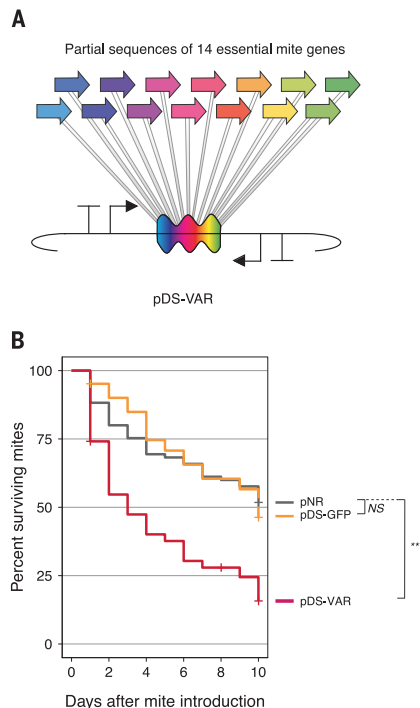 A
Partial sequences of 14 essential mite genes
pDS-VAR
B
Percent surviving mites
100
75
50
25
0
pNR
pDS-GFP
NS
**
pDS-VAR
0 2 4 6 8 10
Days after mite introduction